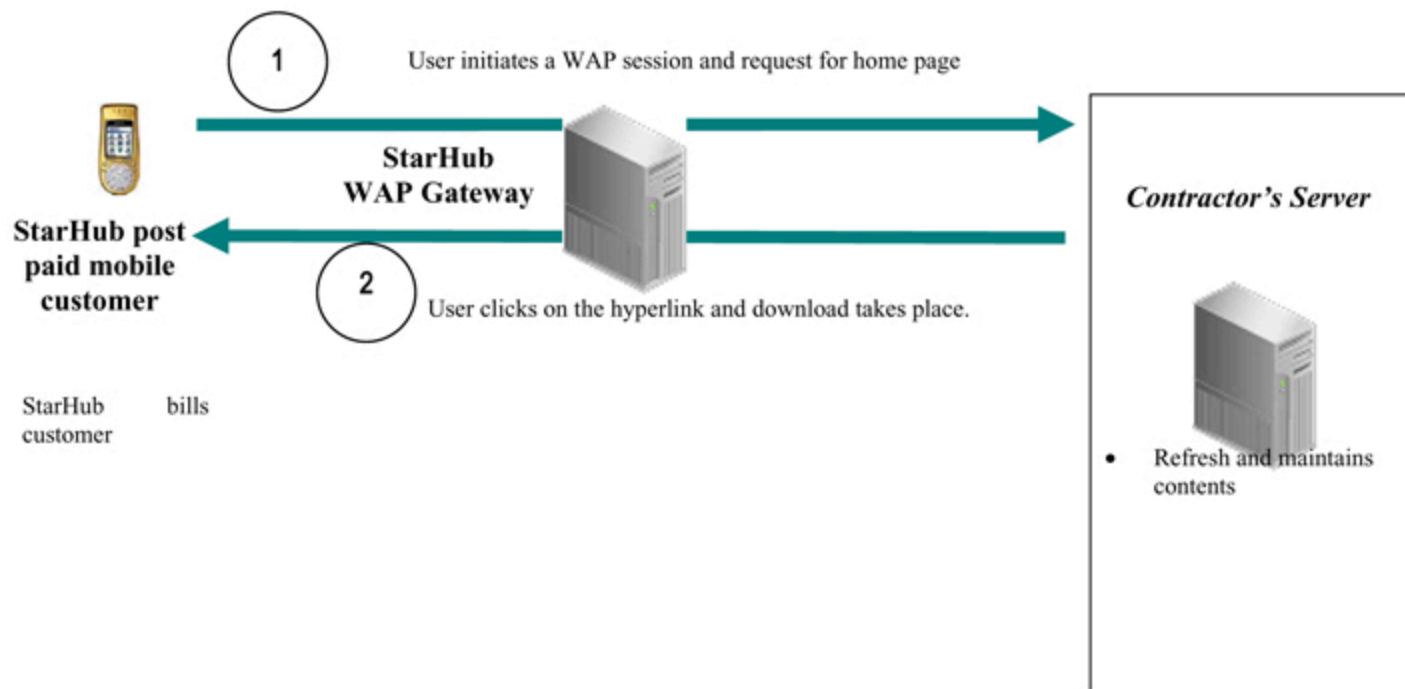 1
User initiates a WAP session and request for home page
StarHub
WAP Gateway
Contractor's Server
StarHub post
paid mobile
customer
2
User clicks on the hyperlink and download takes place.
StarHub bills
customer
• Refresh and maintains
contents